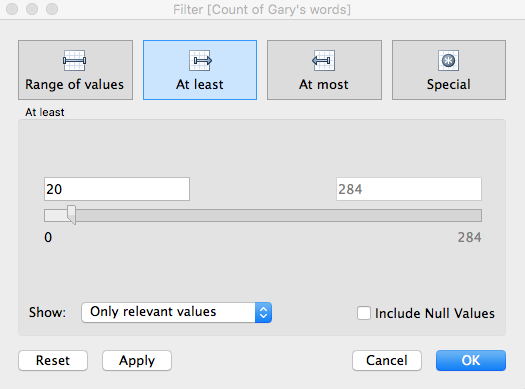 Filter [Count of Gary's words]
Range of values
At least
At most
Special
At least
20
284
0
284
Show:
Only relevant values
Include Null Values
Reset
Apply
Cancel
OK